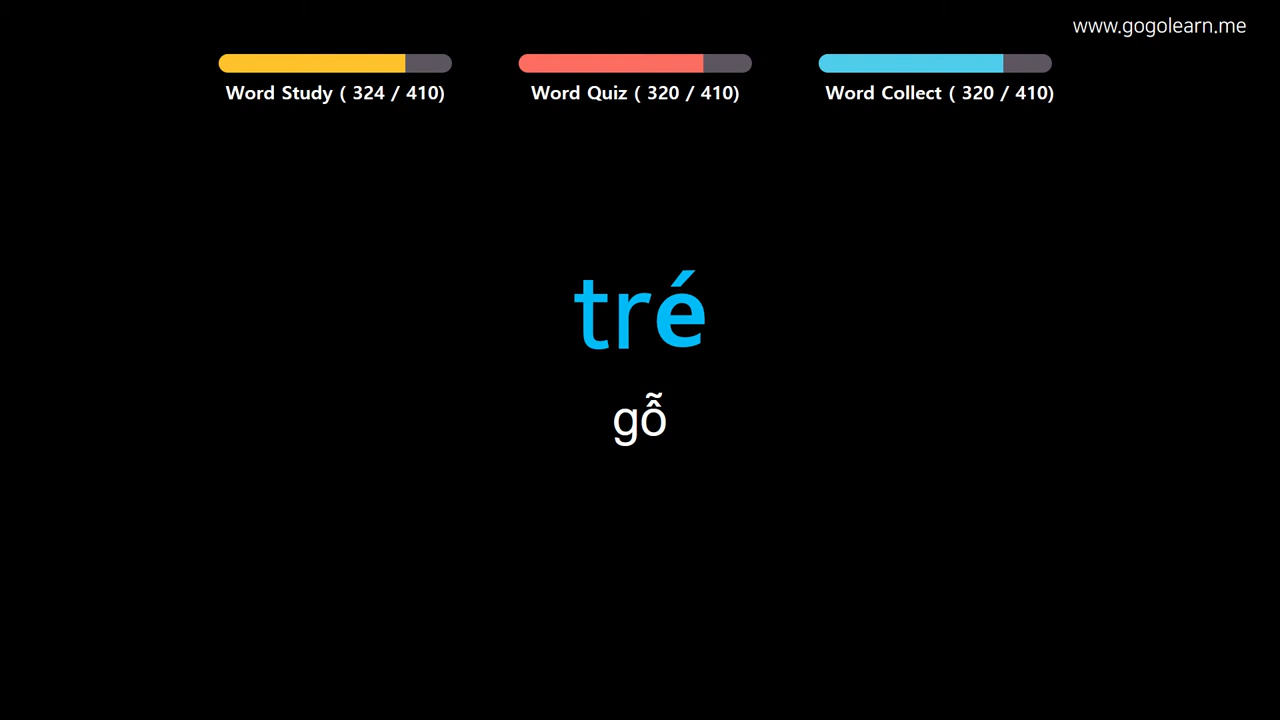 www.gogolearn.me
Word Study ( 324 / 410)
Word Quiz ( 320 / 410)
Word Collect ( 320 / 410)
tré
gỗ